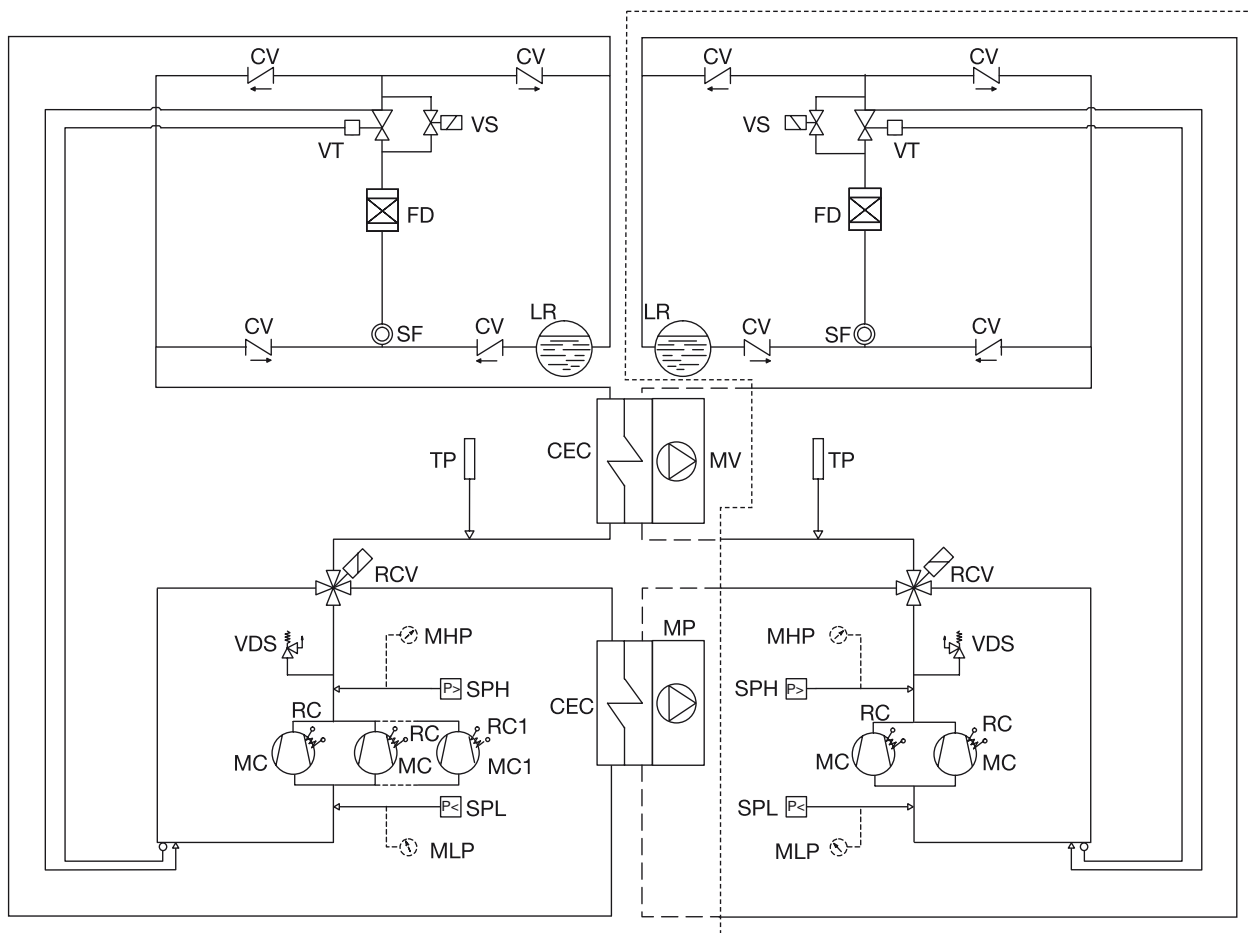 CV CV CV CV
VS VS
VT VT
FD FD
LR LR
CV SF CV CV SF CV
CEC MV
TP TP
RCV RCV
MP
VDS MHP MHP VDS
P> SPH SPH P>
CEC
RC RC RC1 RC RC
MC MC MC1 MC MC
P< SPL SPL P<
MLP MLP